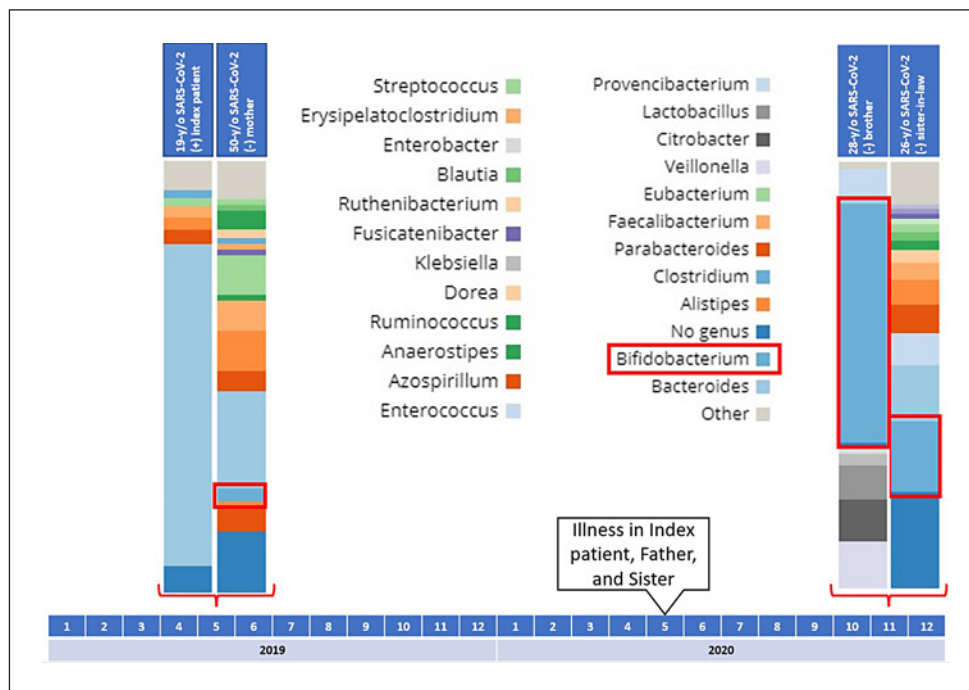 19-y/o SARS-CoV-2
(+) index patient
50-y/o SARS-CoV-2
(-) mother
Streptococcus
Erysipelatoclostridium
Enterobacter
Blautia
Ruthenibacterium
Fusicatenibacter
Klebsiella
Dorea
Ruminococcus
Anaerostipes
Azospirillum
Enterococcus
Provencibacterium
Lactobacillus
Citrobacter
Veillonella
Eubacterium
Faecalibacterium
Parabacteroides
Clostridium
Alistipes
No genus
Bifidobacterium
Bacteroides
Other
28-y/o SARS-CoV-2
(-) brother
26-y/o SARS-CoV-2
(-) sister-in-law
Illness in Index
patient, Father,
and Sister
1 2 3 4 5 6 7 8 9 10 11 12 1 2 3 4 5 6 7 8 9 10 11 12
2019 2020